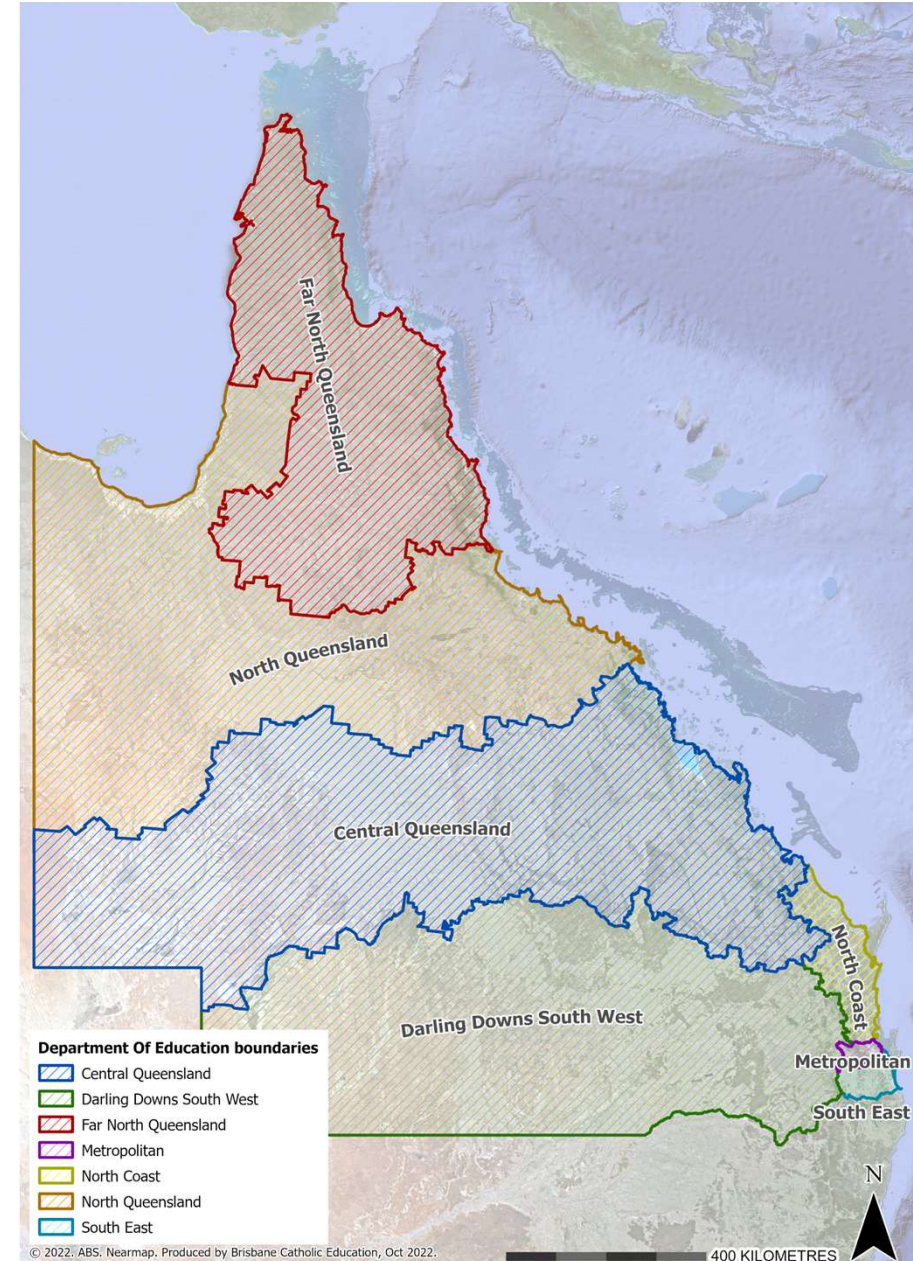 Far North Queensland
North Queensland
Central Queensland
North Coast
Darling Downs South West
Metropolitan
South East
Department Of Education boundaries
Central Queensland
Darling Downs South West
Far North Queensland
Metropolitan
North Coast
North Queensland
South East
N
© 2022. ABS. Nearmap. Produced by Brisbane Catholic Education, Oct 2022.
400 KILOMETRES